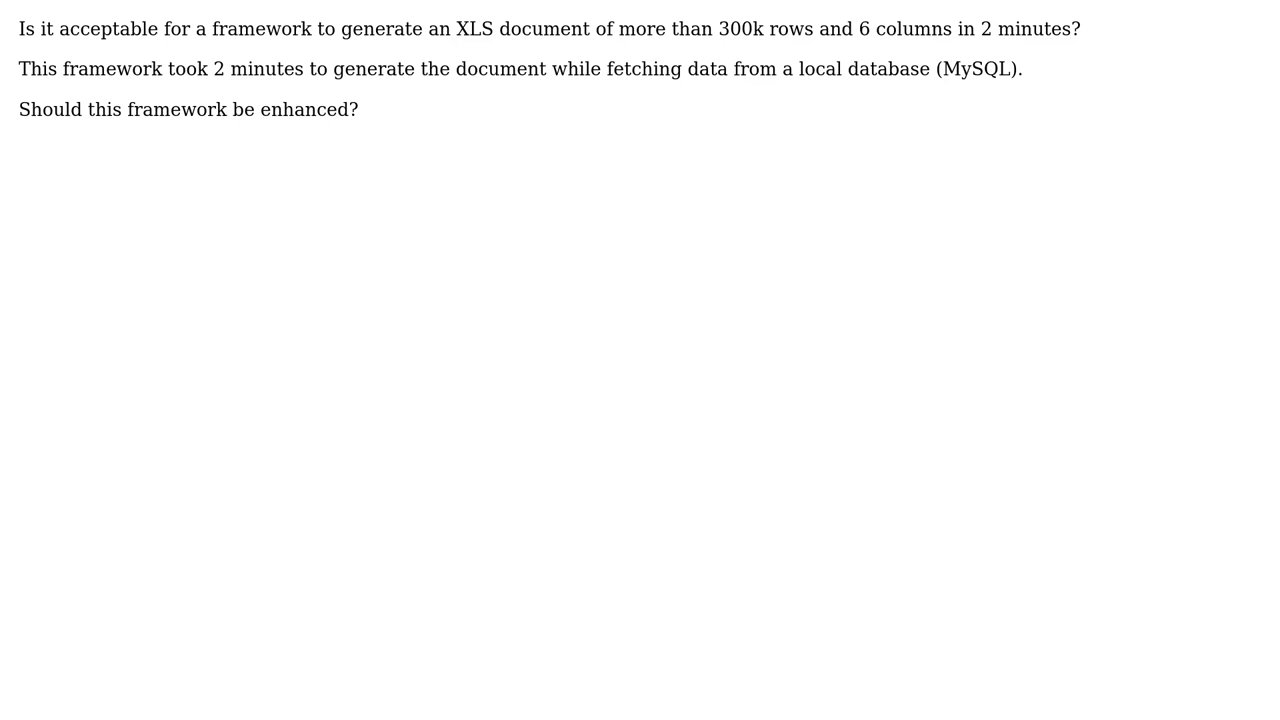 Is it acceptable for a framework to generate an XLS document of more than 300k rows and 6 columns in 2 minutes?
This framework took 2 minutes to generate the document while fetching data from a local database (MySQL).
Should this framework be enhanced?